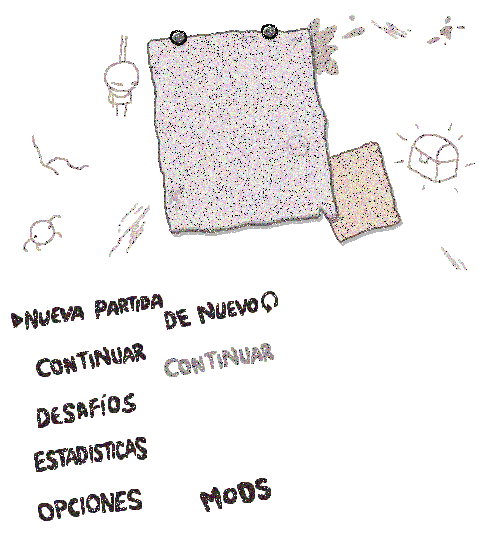 NUEVA PARTIDA DE NUEVO
CONTINUAR CONTINUAR
DESAFÍOS
ESTADISTICAS
OPCIONES MODS